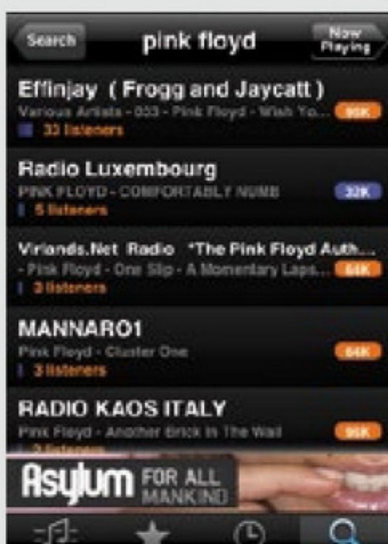 Search
pink floyd
Now
Playing
Effinjay ( Frogg and Jaycatt )
Various Artists - 033 - Pink Floyd - Wish Yo...
96K
33 listeners
Radio Luxembourg
PINK FLOYD - COMFORTABLY NUMB
32K
5 listeners
Virlands.Net Radio *The Pink Floyd Auth...
- Pink Floyd - One Slip - A Momentary Laps...
64K
3 listeners
MANNARO1
Pink Floyd - Cluster One
64K
3 listeners
RADIO KAOS ITALY
Pink Floyd - Another Brick In The Wall
96K
listeners
Asylum
FOR ALL
MANKIND